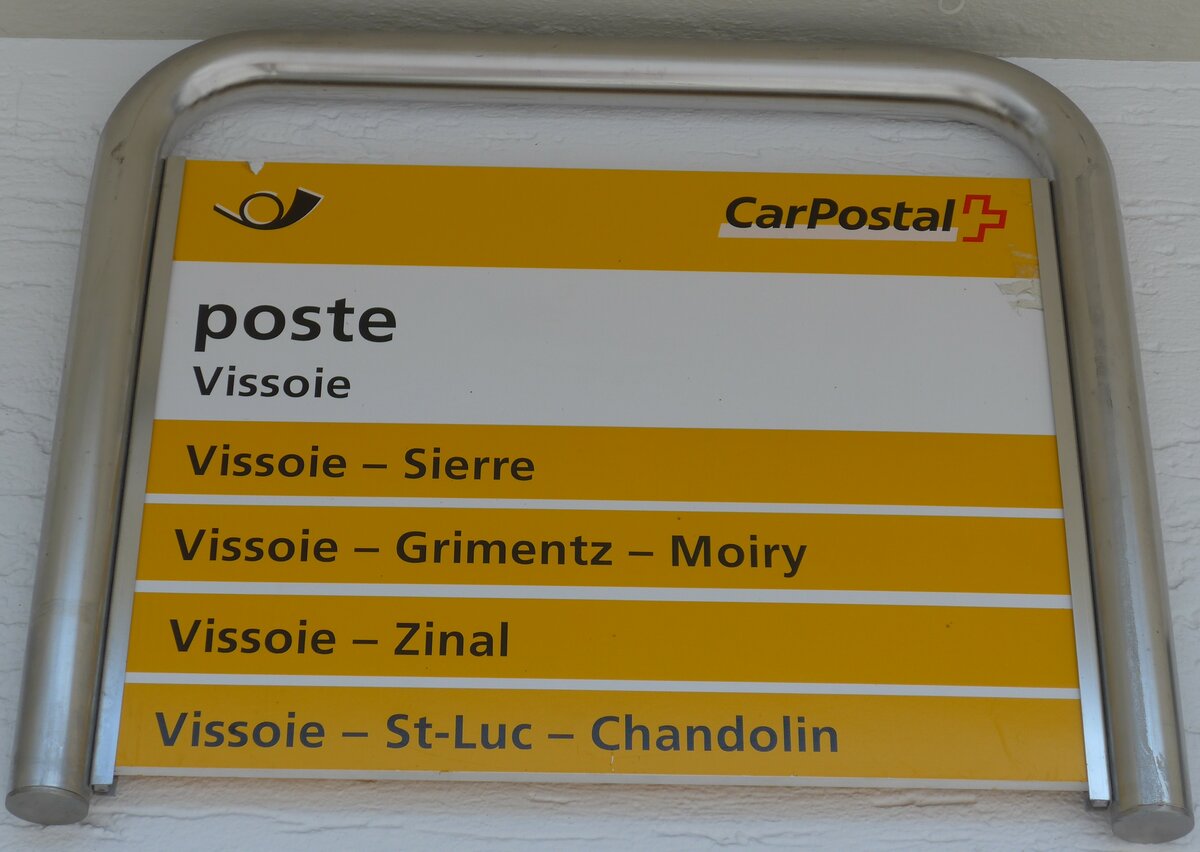 CarPostal
poste
Vissoie
Vissoie – Sierre
Vissoie – Grimentz – Moiry
Vissoie – Zinal
Vissoie – St-Luc – Chandolin